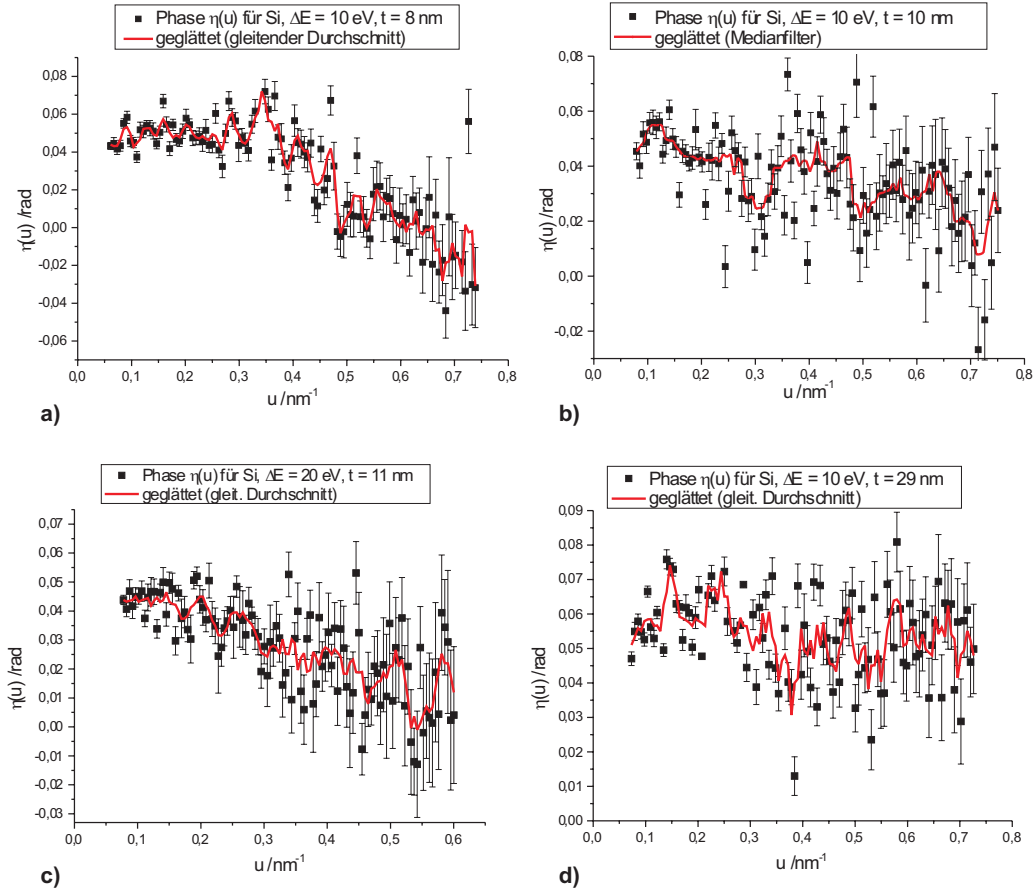 Phase η(u) für Si, ΔE = 10 eV, t = 8 nm
geglättet (gleitender Durchschnitt)
0,08
0,06
0,04
0,02
0,00
-0,02
-0,04
-0,06
η(u) /rad
0,0 0,1 0,2 0,3 0,4 0,5 0,6 0,7 0,8
u /nm⁻¹
a)
Phase η(u) für Si, ΔE = 10 eV, t = 10 nm
geglättet (Medianfilter)
0,08
0,06
0,04
0,02
0,00
-0,02
η(u) /rad
0,0 0,1 0,2 0,3 0,4 0,5 0,6 0,7 0,8
u /nm⁻¹
b)
Phase η(u) für Si, ΔE = 20 eV, t = 11 nm
geglättet (gleit. Durchschnitt)
0,07
0,06
0,05
0,04
0,03
0,02
0,01
0,00
-0,01
-0,02
-0,03
η(u) /rad
0,0 0,1 0,2 0,3 0,4 0,5 0,6
u /nm⁻¹
c)
Phase η(u) für Si, ΔE = 10 eV, t = 29 nm
geglättet (gleit. Durchschnitt)
0,09
0,08
0,07
0,06
0,05
0,04
0,03
0,02
0,01
0,00
η(u) /rad
0,0 0,1 0,2 0,3 0,4 0,5 0,6 0,7 0,8
u /nm⁻¹
d)